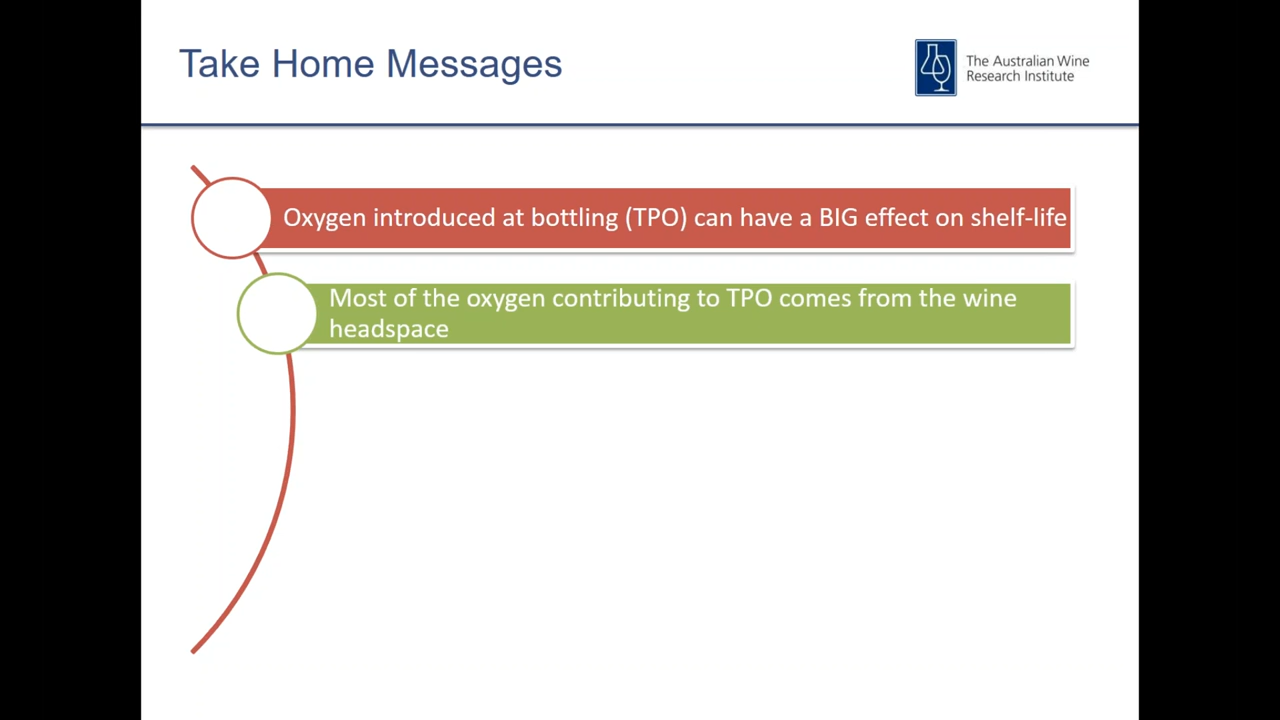 Take Home Messages
The Australian Wine
Research Institute
Oxygen introduced at bottling (TPO) can have a BIG effect on shelf-life
Most of the oxygen contributing to TPO comes from the wine
headspace